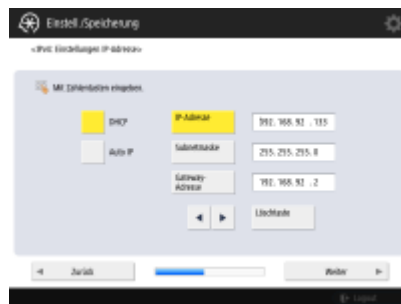 Einstell./Speicherung
<IPv4: Einstellungen IP-Adresse>
Mit Zahlentasten eingeben.
DHCP
IP-Adresse
192. 168. 92 . 133
Auto IP
Subnetmaske
255. 255. 255. 0
Gateway-
Adresse
192. 168. 92 . 2
Löschtaste
Zurück
Weiter
Logout